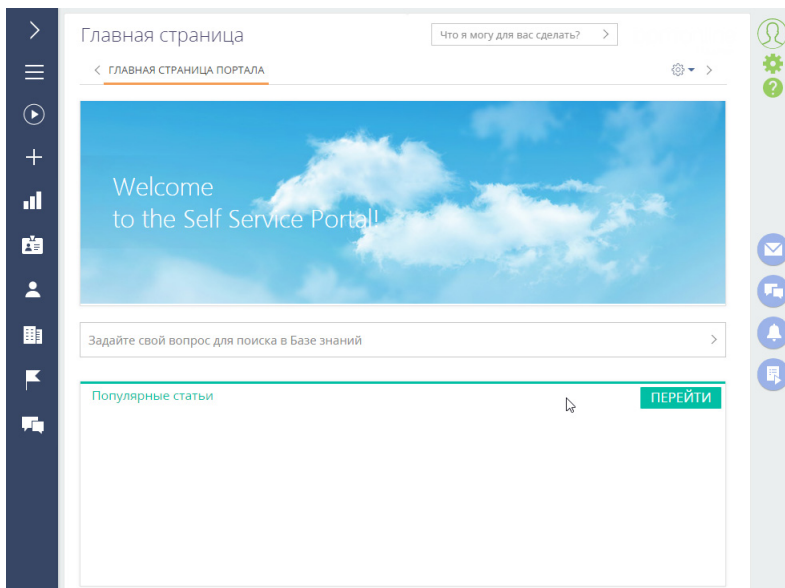 Главная страница
Что я могу для вас сделать?
ГЛАВНАЯ СТРАНИЦА ПОРТАЛА
Welcome
to the Self Service Portal!
Задайте свой вопрос для поиска в Базе знаний
Популярные статьи
ПЕРЕЙТИ